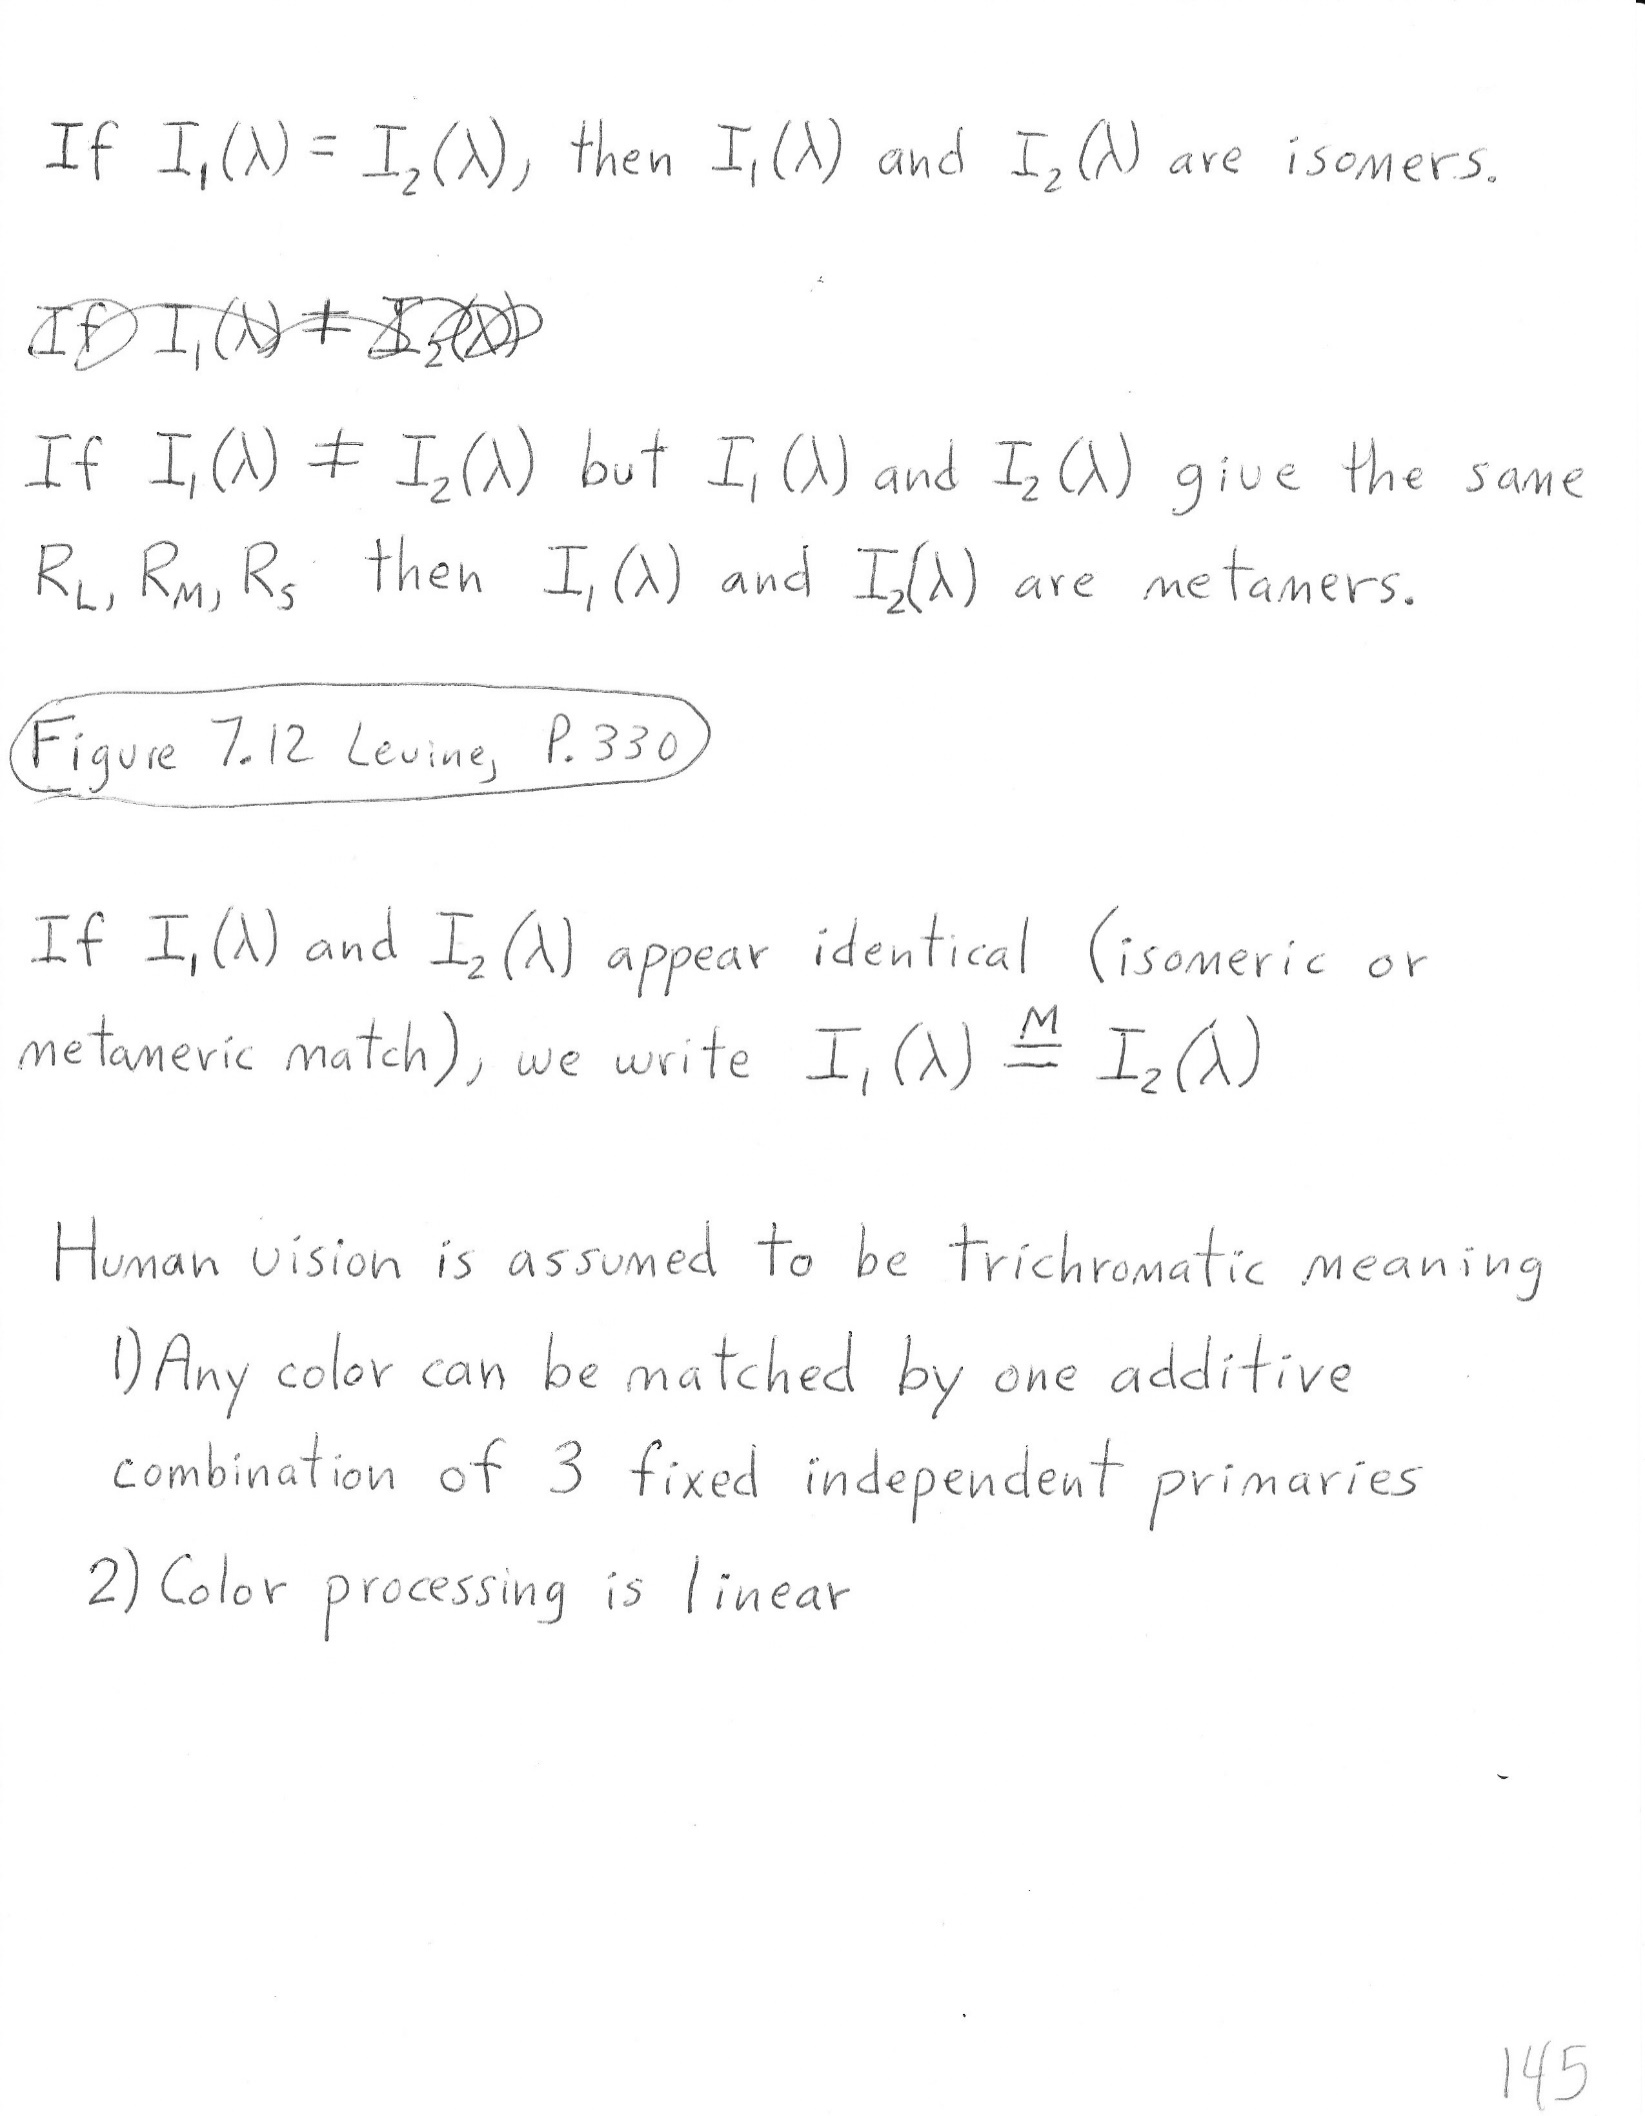 If I₁(λ) = I₂(λ), then I₁(λ) and I₂(λ) are isomers.
If I₁(λ) ≠ I₂(λ)
If I₁(λ) ≠ I₂(λ) but I₁(λ) and I₂(λ) give the same
R_L, R_M, R_S then I₁(λ) and I₂(λ) are metamers.
Figure 7.12 Levine, P. 330
If I₁(λ) and I₂(λ) appear identical (isomeric or
metameric match), we write I₁(λ) ≝ᴹ I₂(λ)
Human vision is assumed to be trichromatic meaning
1) Any color can be matched by one additive
combination of 3 fixed independent primaries
2) Color processing is linear
145